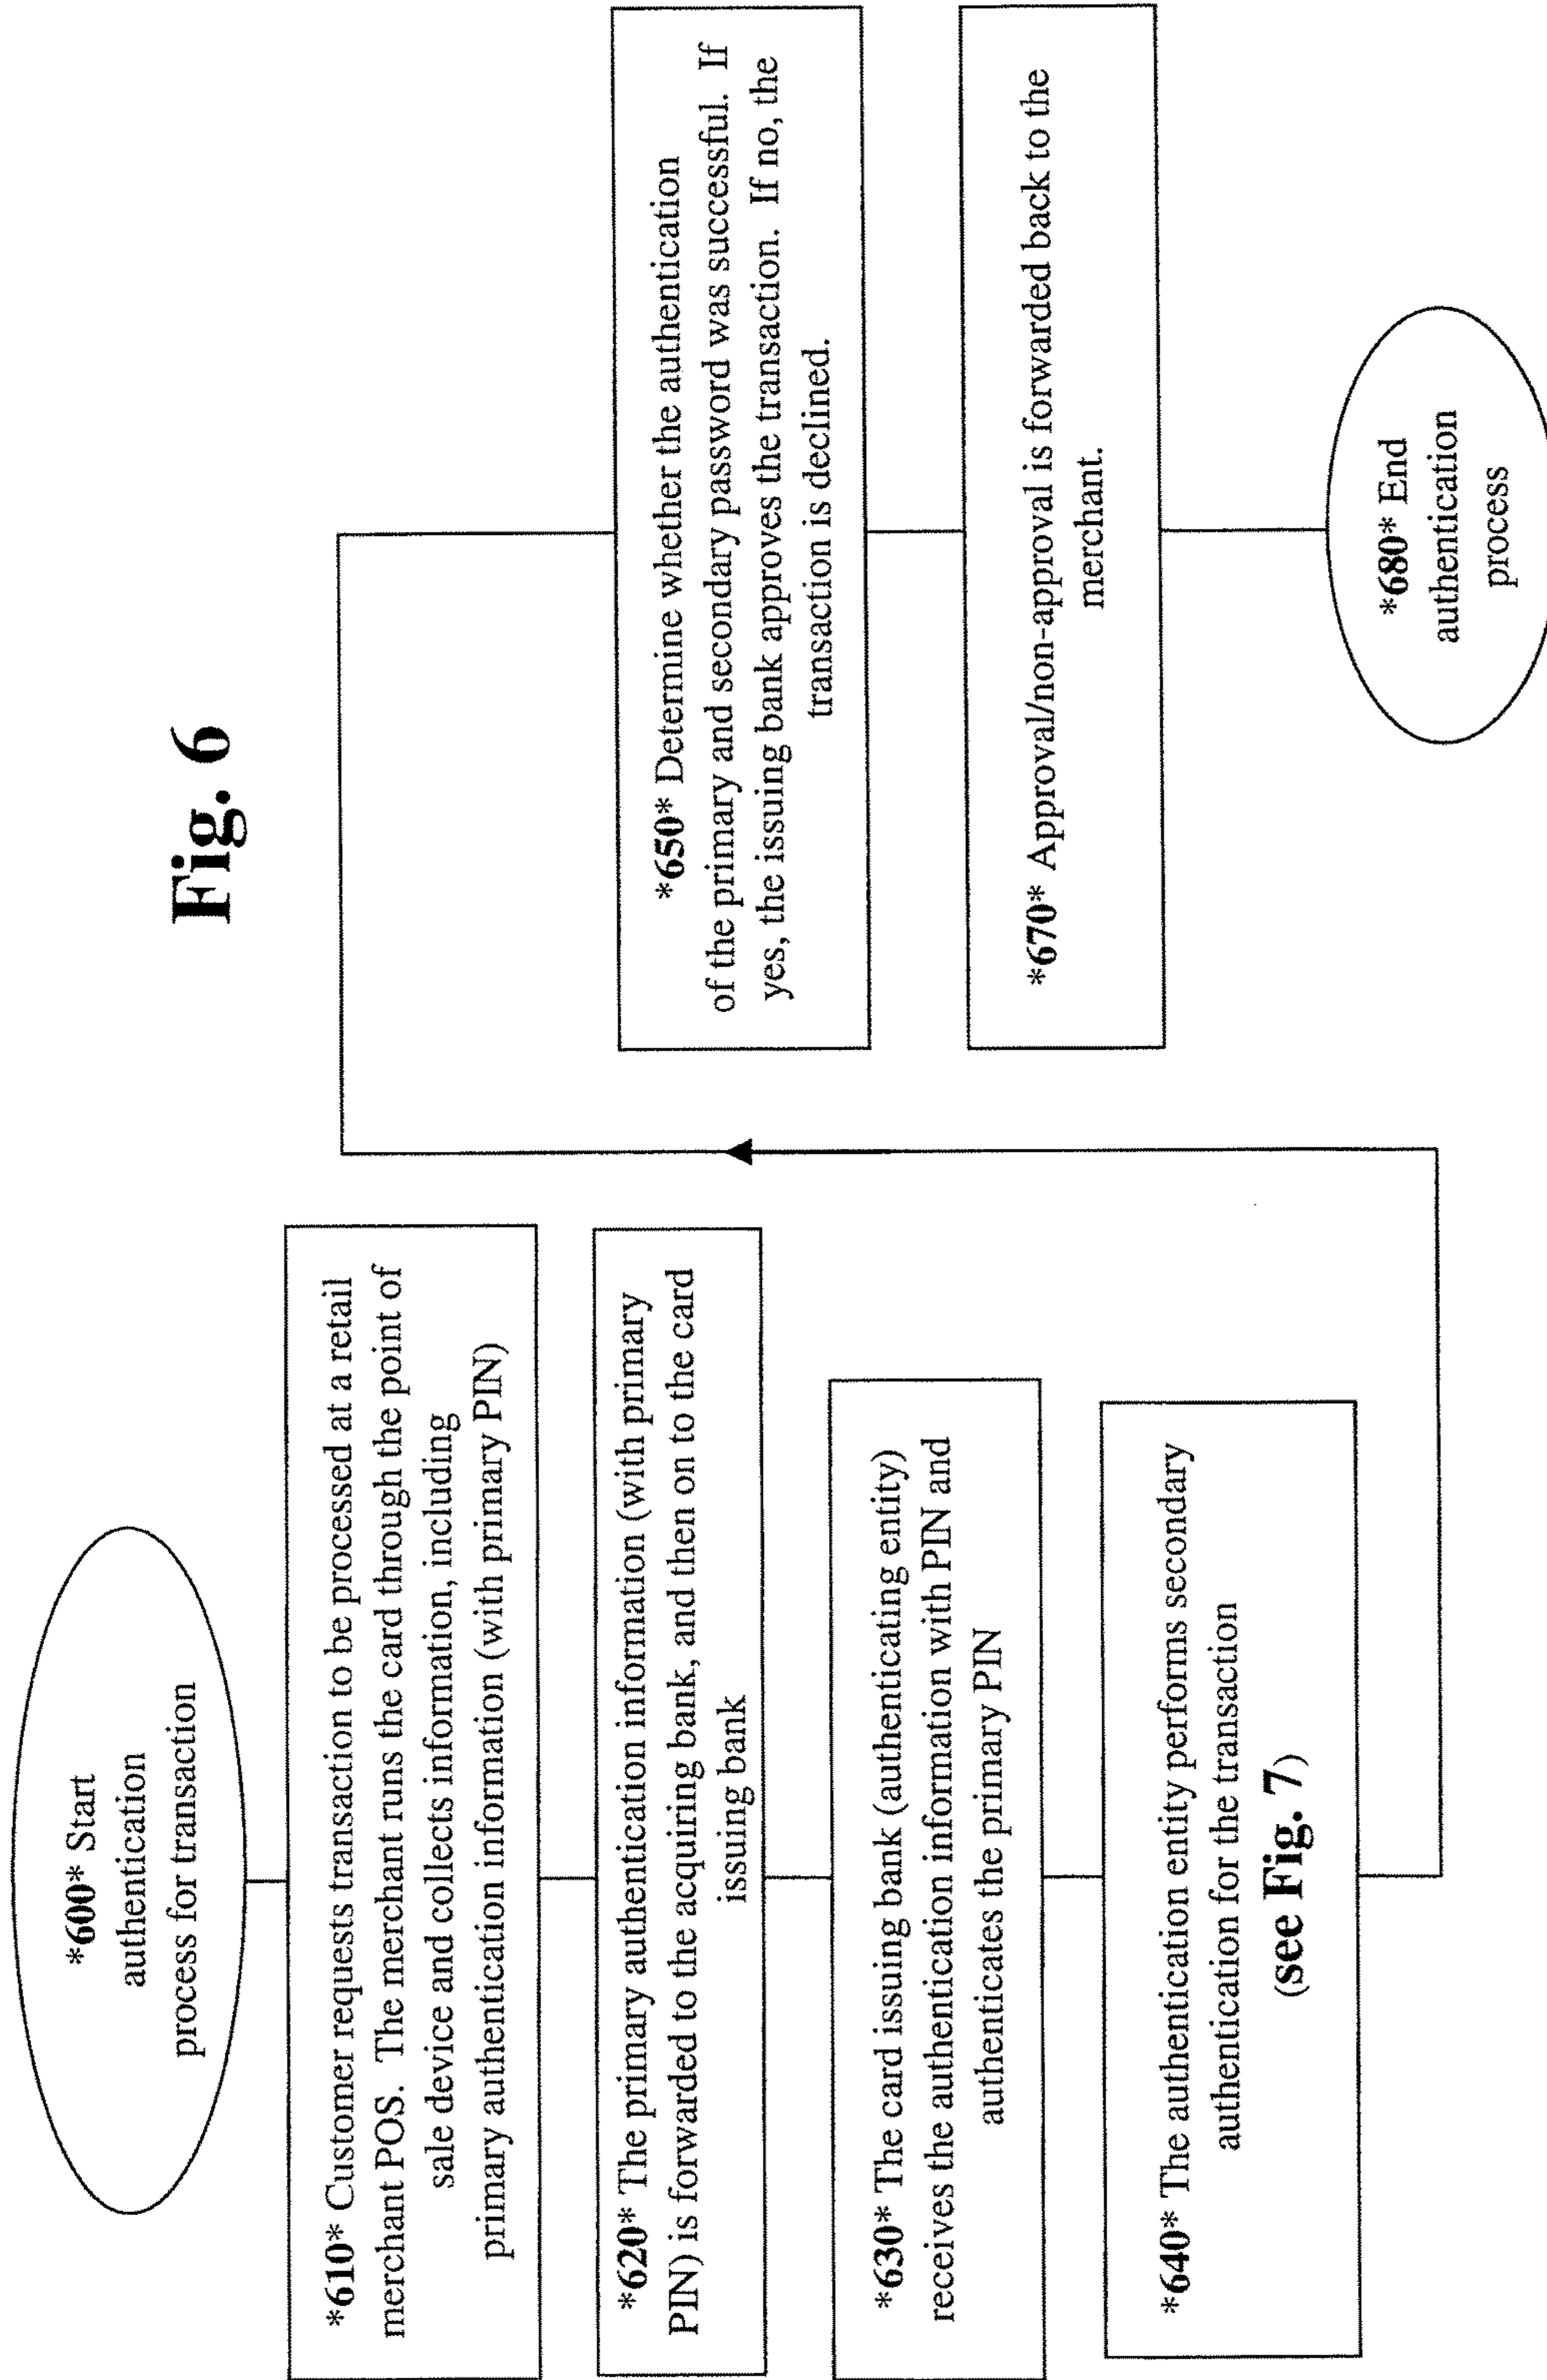 Fig. 6
*600* Start
authentication
process for transaction
*610* Customer requests transaction to be processed at a retail
merchant POS. The merchant runs the card through the point of
sale device and collects information, including
primary authentication information (with primary PIN)
*620* The primary authentication information (with primary
PIN) is forwarded to the acquiring bank, and then on to the card
issuing bank
*630* The card issuing bank (authenticating entity)
receives the authentication information with PIN and
authenticates the primary PIN
*640* The authentication entity performs secondary
authentication for the transaction
(see Fig. 7)
*650* Determine whether the authentication
of the primary and secondary password was successful. If
yes, the issuing bank approves the transaction. If no, the
transaction is declined.
*670* Approval/non-approval is forwarded back to the
merchant.
*680* End
authentication
process